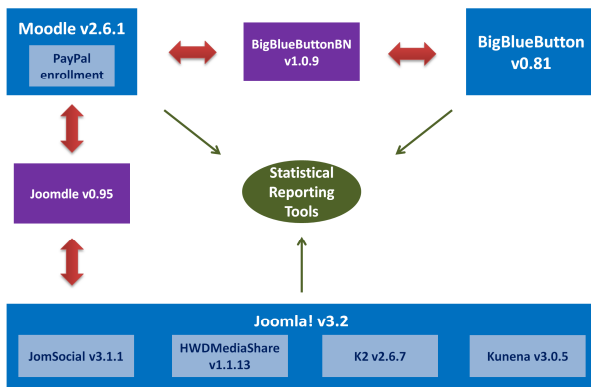 Moodle v2.6.1
PayPal
enrollment
BigBlueButtonBN
v1.0.9
BigBlueButton
v0.81
Joomdle v0.95
Statistical
Reporting
Tools
Joomla! v3.2
JomSocial v3.1.1
HWDMediaShare
v1.1.13
K2 v2.6.7
Kunena v3.0.5